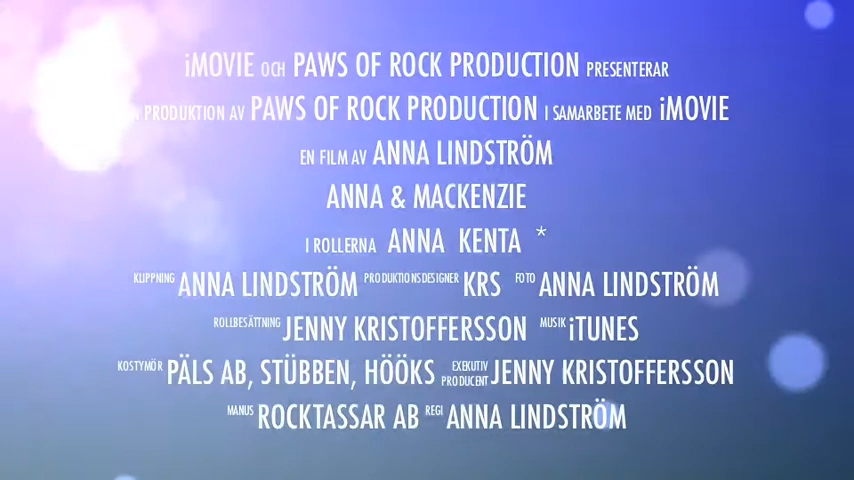 iMOVIE OCH PAWS OF ROCK PRODUCTION PRESENTERAR
PRODUKTION AV PAWS OF ROCK PRODUCTION I SAMARBETE MED iMOVIE
EN FILM AV ANNA LINDSTRÖM
ANNA & MACKENZIE
I ROLLERNA ANNA KENTA *
KLIPPNING ANNA LINDSTRÖM PRODUKTIONSDESIGNER KRS FOTO ANNA LINDSTRÖM
ROLLBESÄTTNING JENNY KRISTOFFERSSON MUSIK iTUNES
KOSTYMÖR PÄLS AB, STÜBBEN, HÖÖKS EXEKUTIV PRODUCENT JENNY KRISTOFFERSSON
MANUS ROCKTASSAR AB REGI ANNA LINDSTRÖM